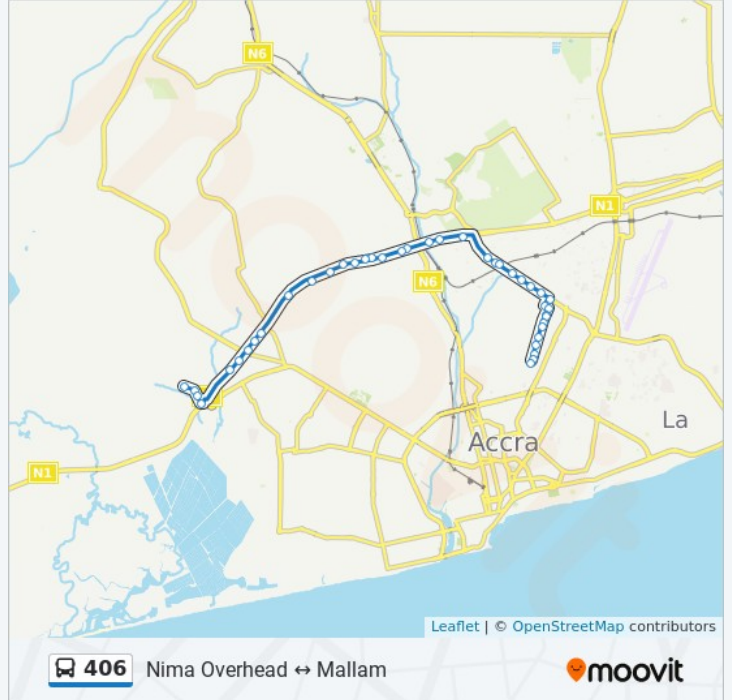 N6
N1
N6
La
Accra
N1
Leaflet | © OpenStreetMap contributors
406 Nima Overhead ↔ Mallam
moovit